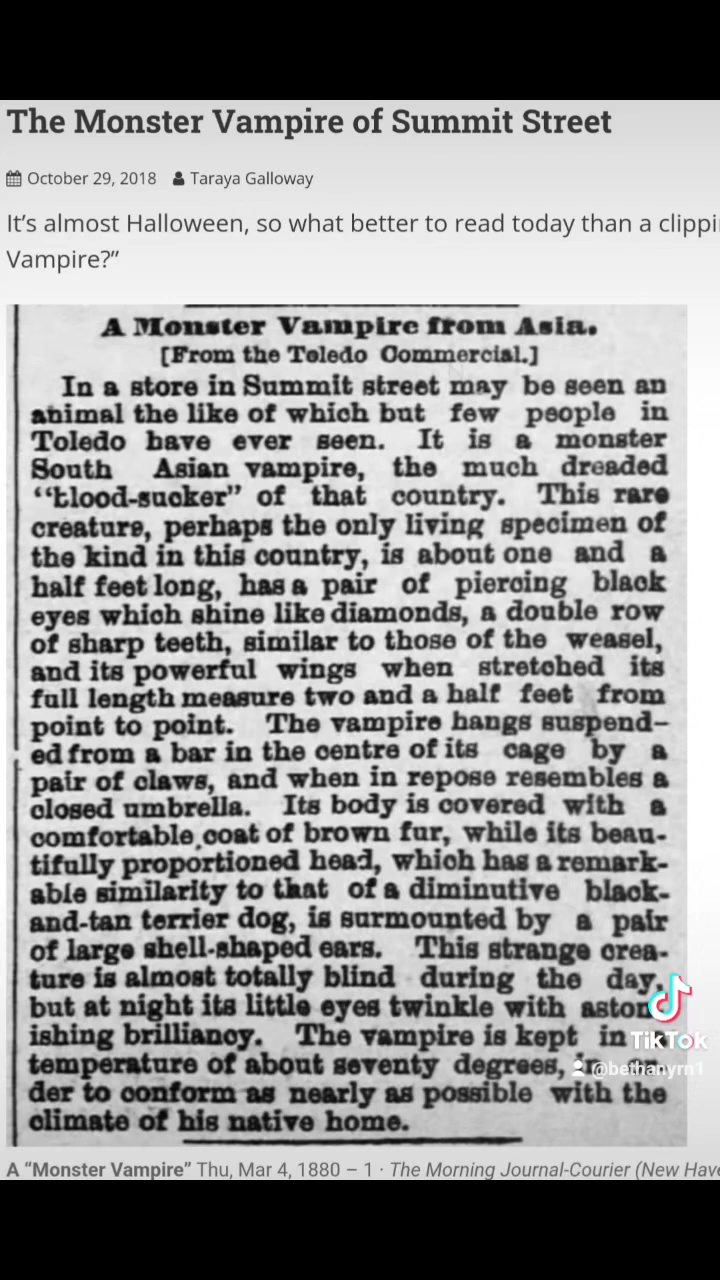 The Monster Vampire of Summit Street
October 29, 2018 Taraya Galloway
It's almost Halloween, so what better to read today than a clippi
Vampire?”
A Monster Vampire from Asia.
[From the Toledo Commercial.]
In a store in Summit street may be seen an
animal the like of which but few people in
Toledo have ever seen. It is a monster
South Asian vampire, the much dreaded
“blood-sucker” of that country. This rare
creature, perhaps the only living specimen of
the kind in this country, is about one and a
half feet long, has a pair of piercing black
eyes which shine like diamonds, a double row
of sharp teeth, similar to those of the weasel,
and its powerful wings when stretched its
full length measure two and a half feet from
point to point. The vampire hangs suspend-
ed from a bar in the centre of its cage by a
pair of claws, and when in repose resembles a
closed umbrella. Its body is covered with a
comfortable coat of brown fur, while its beau-
tifully proportioned head, which has a remark-
able similarity to that of a diminutive black-
and-tan terrier dog, is surmounted by a pair
of large shell-shaped ears. This strange crea-
ture is almost totally blind during the day,
but at night its little eyes twinkle with aston
ishing brilliancy. The vampire is kept in
TikTok
temperature of about seventy degrees,
@bethanyrn1
der to conform as nearly as possible with the
climate of his native home.
A “Monster Vampire” Thu, Mar 4, 1880 – 1 · The Morning Journal-Courier (New Have